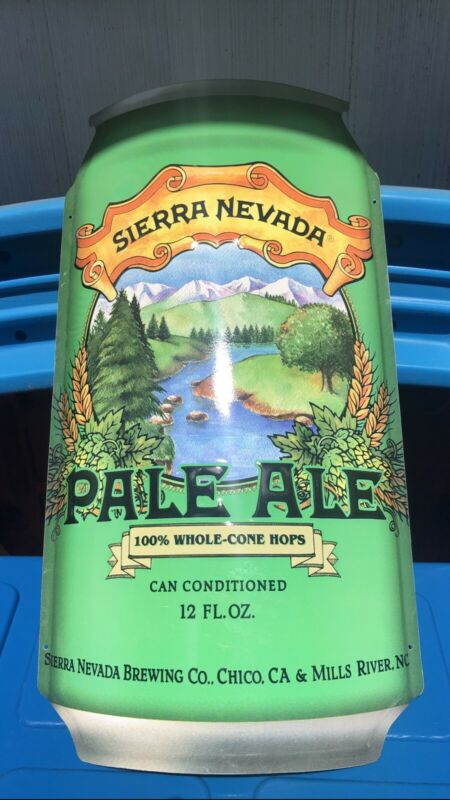 SIERRA NEVADA®
PALE ALE
100% WHOLE-CONE HOPS
CAN CONDITIONED
12 FL.OZ.
SIERRA NEVADA BREWING CO., CHICO, CA & MILLS RIVER, NC